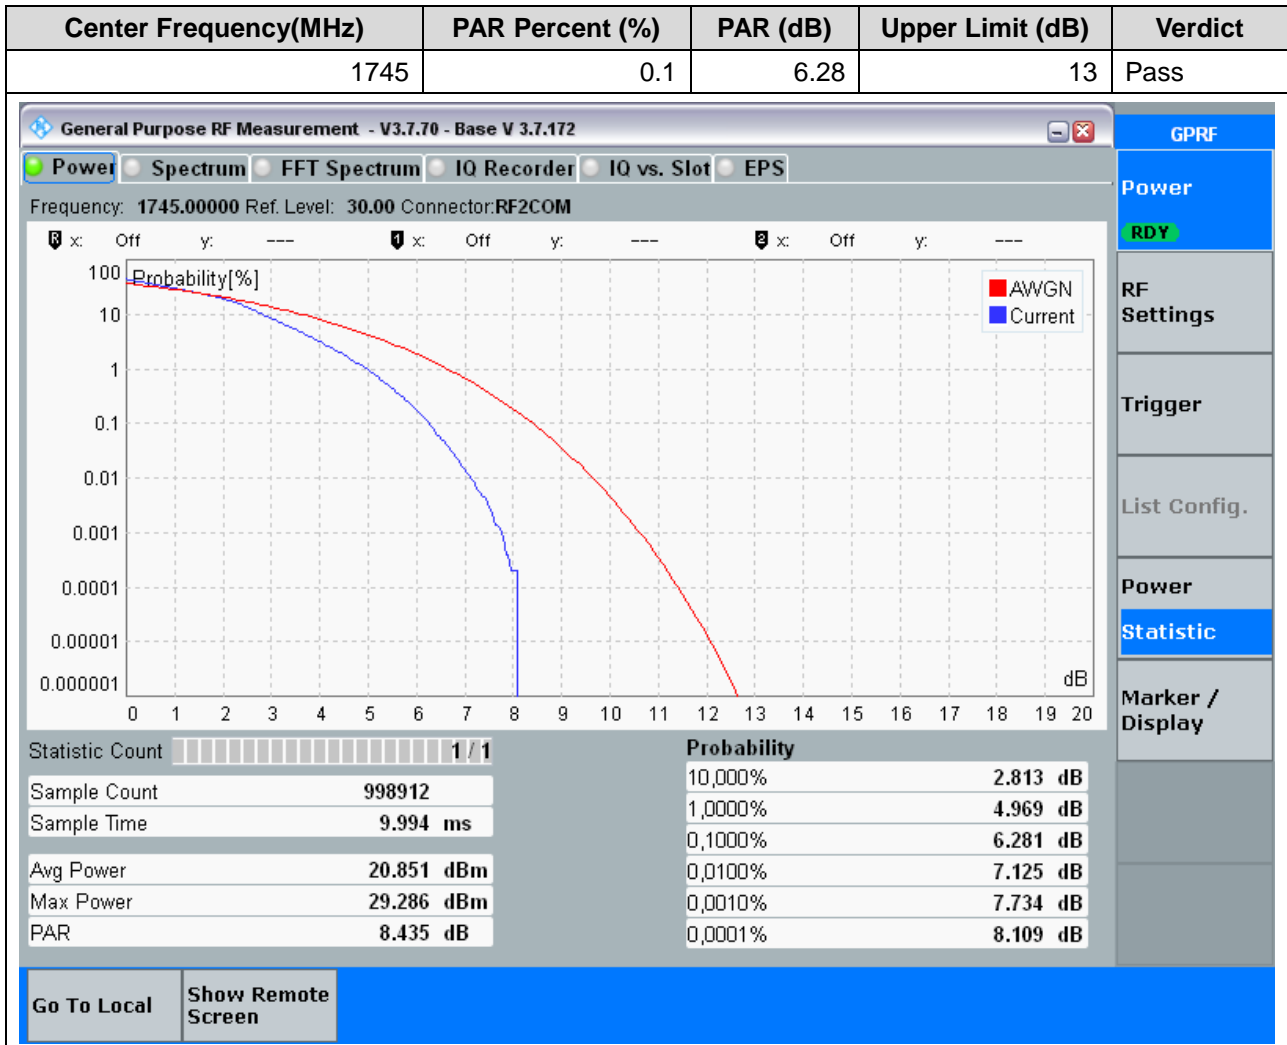 Center Frequency(MHz) PAR Percent (%) PAR (dB) Upper Limit (dB) Verdict
1745 0.1 6.28 13 Pass
General Purpose RF Measurement - V3.7.70 - Base V 3.7.172
GPRF
Power Spectrum FFT Spectrum IQ Recorder IQ vs. Slot EPS
Frequency: 1745.00000 Ref. Level: 30.00 Connector:RF2COM
R x: Off y: --- 1 x: Off y: --- 2 x: Off y: ---
Probability[%]
AWGN
Current
100
10
1
0.1
0.01
0.001
0.0001
0.00001
0.000001
dB
0 1 2 3 4 5 6 7 8 9 10 11 12 13 14 15 16 17 18 19 20
Statistic Count 1 / 1
Sample Count 998912
Sample Time 9.994 ms
Avg Power 20.851 dBm
Max Power 29.286 dBm
PAR 8.435 dB
Probability
10,000% 2.813 dB
1,0000% 4.969 dB
0,1000% 6.281 dB
0,0100% 7.125 dB
0,0010% 7.734 dB
0,0001% 8.109 dB
Power
RDY
RF
Settings
Trigger
List Config.
Power
Statistic
Marker /
Display
Go To Local
Show Remote
Screen